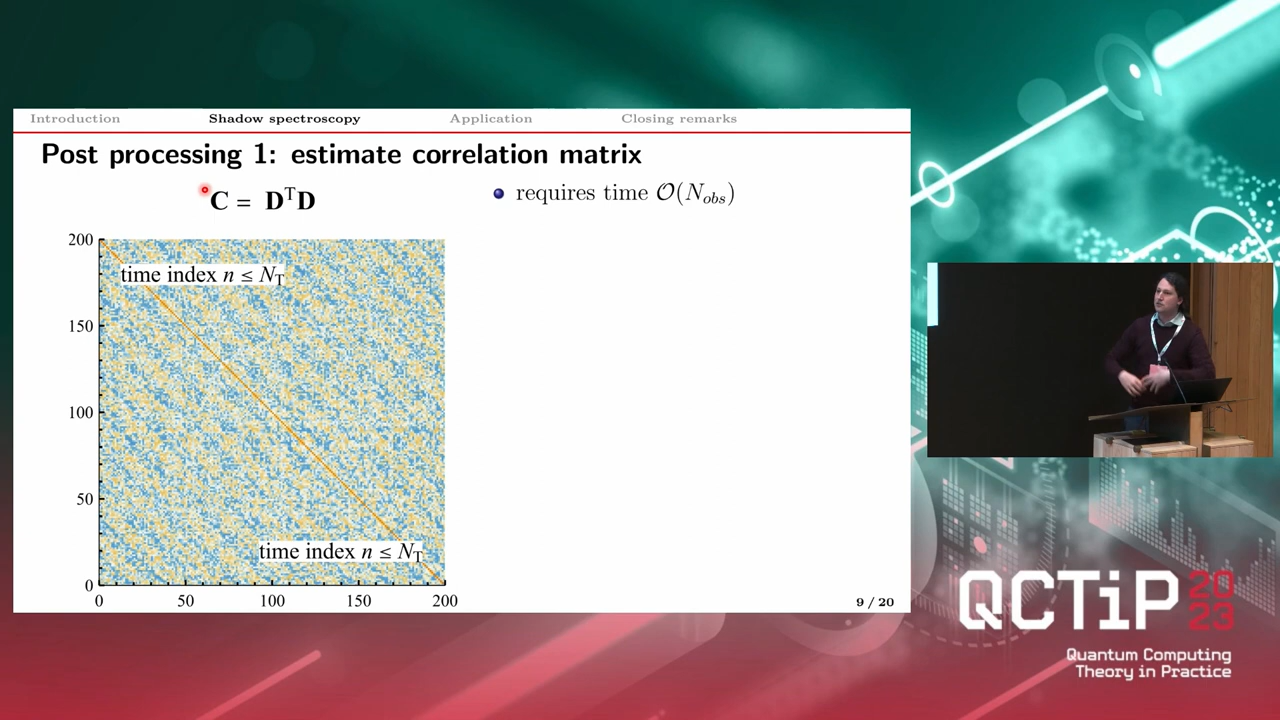 Introduction
Shadow spectroscopy
Application
Closing remarks
Post processing 1: estimate correlation matrix
C = DᵀD
requires time O(N_obs)
200
150
100
50
0
time index n ≤ N_T
time index n ≤ N_T
0
50
100
150
200
9 / 20
QCTiP 20
23
Quantum Computing
Theory in Practice